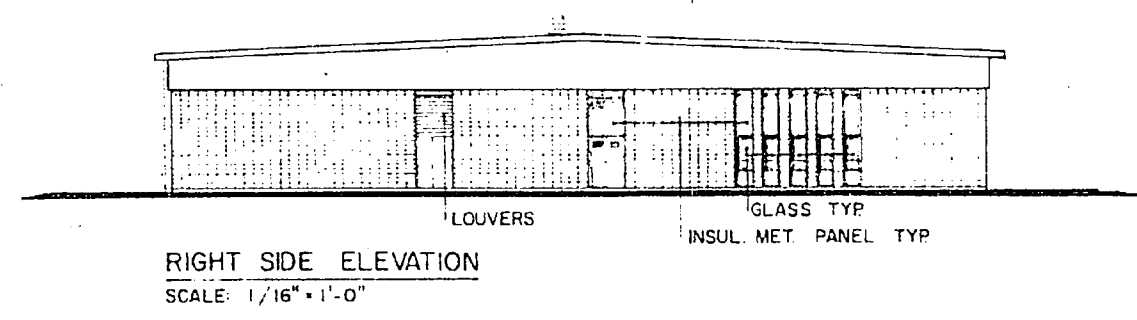 LOUVERS
GLASS TYP.
INSUL. MET. PANEL TYP.
RIGHT SIDE ELEVATION
SCALE: 1/16" = 1'-0"